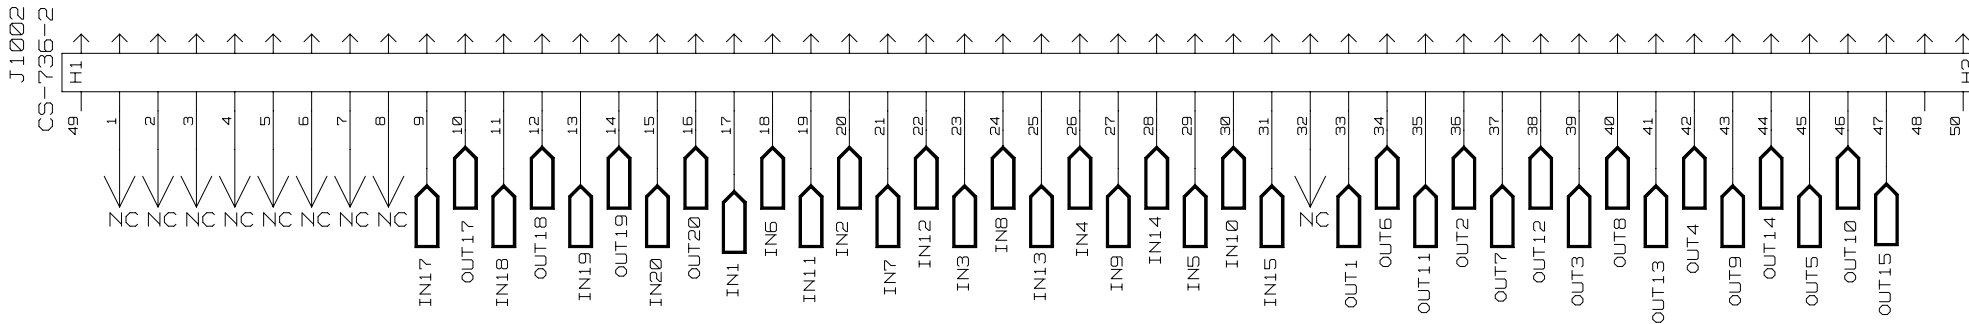 J1002
CS-736-2
H1
H2
49
1
2
3
4
5
6
7
8
9
10
11
12
13
14
15
16
17
18
19
20
21
22
23
24
25
26
27
28
29
30
31
32
33
34
35
36
37
38
39
40
41
42
43
44
45
46
47
48
50
NC
NC
NC
NC
NC
NC
NC
NC
IN17
OUT17
IN18
OUT18
IN19
OUT19
IN20
OUT20
IN1
IN6
IN11
IN2
IN7
IN12
IN3
IN8
IN13
IN4
IN9
IN14
IN5
IN10
IN15
NC
OUT1
OUT6
OUT11
OUT2
OUT7
OUT12
OUT3
OUT8
OUT13
OUT4
OUT9
OUT14
OUT5
OUT10
OUT15